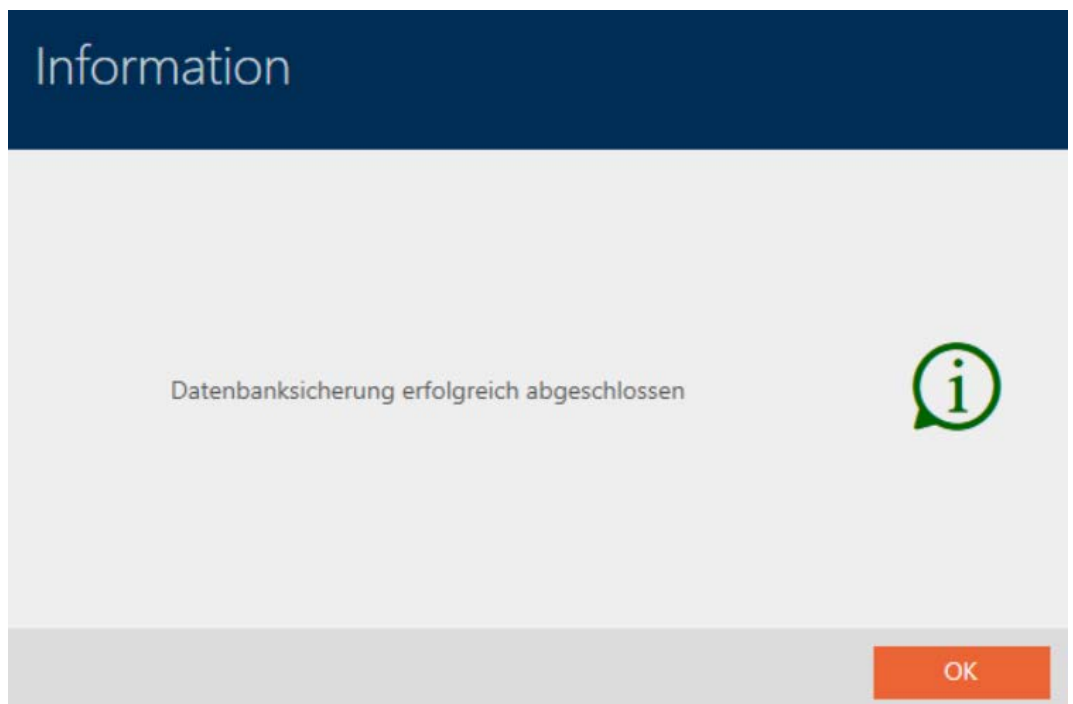 Information
Datenbanksicherung erfolgreich abgeschlossen
i
OK